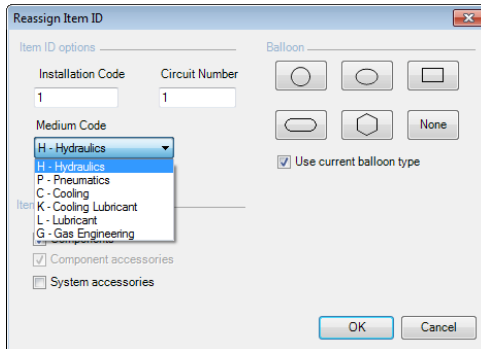 Reassign Item ID
Item ID options
Balloon
Installation Code
Circuit Number
1
1
Medium Code
None
H - Hydraulics
Use current balloon type
H - Hydraulics
P - Pneumatics
C - Cooling
K - Cooling Lubricant
L - Lubricant
G - Gas Engineering
Component accessories
System accessories
OK
Cancel